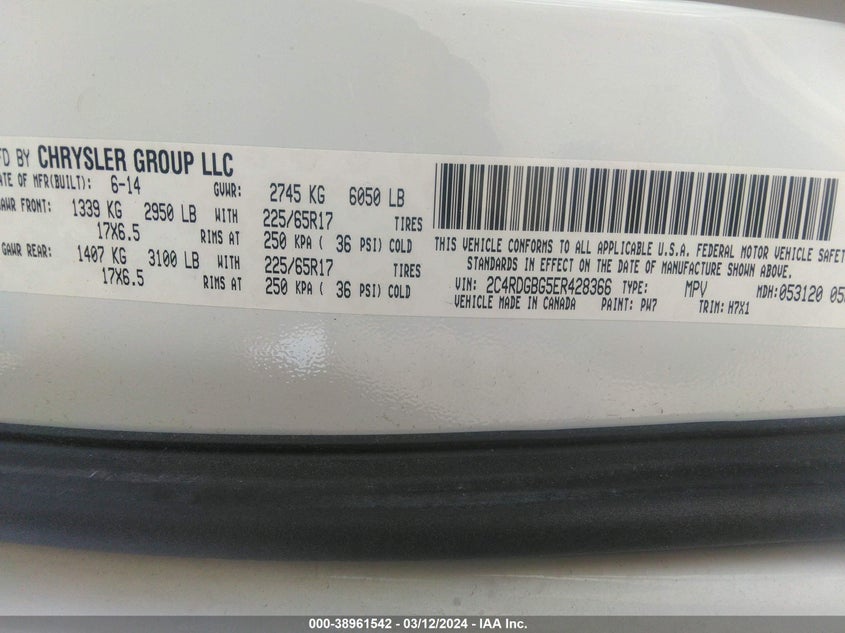 FD BY CHRYSLER GROUP LLC
DATE OF MFR(BUILT): 6-14 GVWR: 2745 KG 6050 LB
GAWR FRONT: 1339 KG 2950 LB WITH 225/65R17 TIRES
17X6.5 RIMS AT 250 KPA ( 36 PSI) COLD
GAWR REAR: 1407 KG 3100 LB WITH 225/65R17 TIRES
17X6.5 RIMS AT 250 KPA ( 36 PSI) COLD
THIS VEHICLE CONFORMS TO ALL APPLICABLE U.S.A. FEDERAL MOTOR VEHICLE SAFET
STANDARDS IN EFFECT ON THE DATE OF MANUFACTURE SHOWN ABOVE.
VIN: 2C4RDGBG5ER428366 TYPE: MPV MDH: 053120 05
VEHICLE MADE IN CANADA PAINT: PW7 TRIM: H7X1
000-38961542 - 03/12/2024 - IAA Inc.